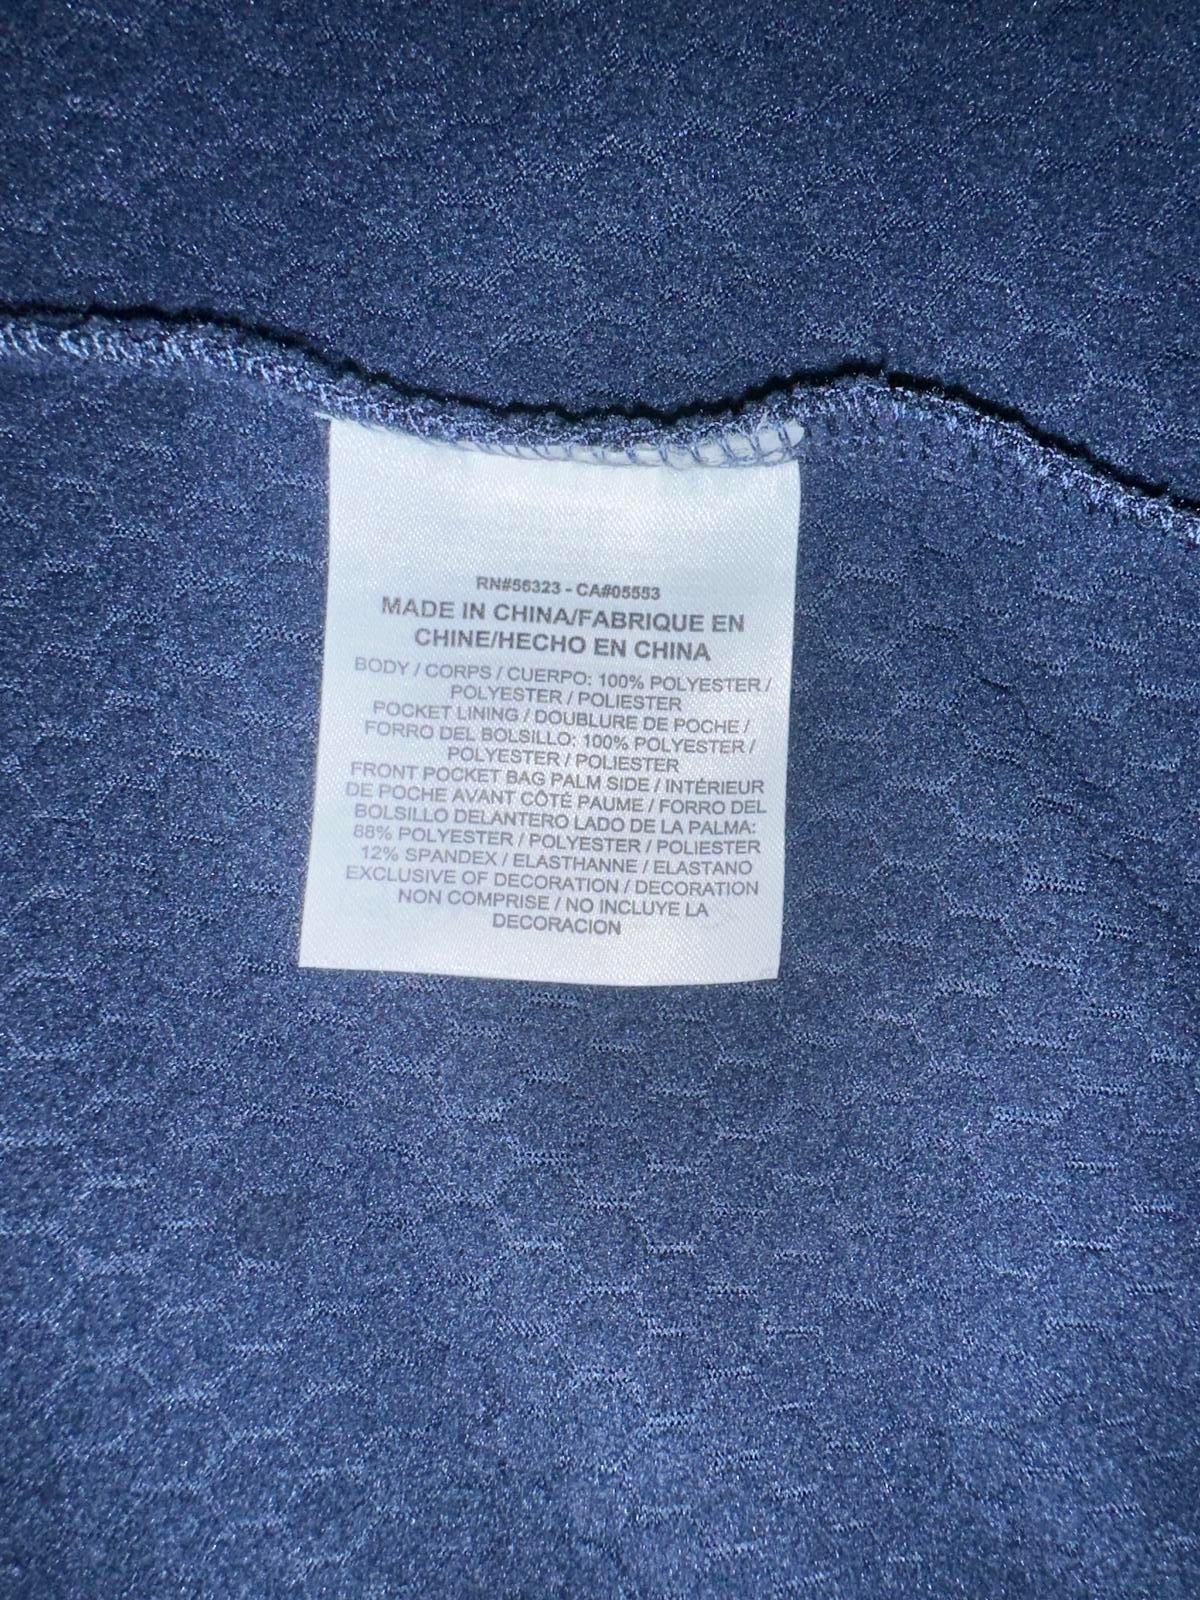 RN#56323 - CA#05553
MADE IN CHINA/FABRIQUE EN
CHINE/HECHO EN CHINA
BODY / CORPS / CUERPO: 100% POLYESTER /
POLYESTER / POLIESTER
POCKET LINING / DOUBLURE DE POCHE /
FORRO DEL BOLSILLO: 100% POLYESTER /
POLYESTER / POLIESTER
FRONT POCKET BAG PALM SIDE / INTÉRIEUR
DE POCHE AVANT CÔTÉ PAUME / FORRO DEL
BOLSILLO DELANTERO LADO DE LA PALMA:
88% POLYESTER / POLYESTER / POLIESTER
12% SPANDEX / ELASTHANNE / ELASTANO
EXCLUSIVE OF DECORATION / DECORATION
NON COMPRISE / NO INCLUYE LA
DECORACION